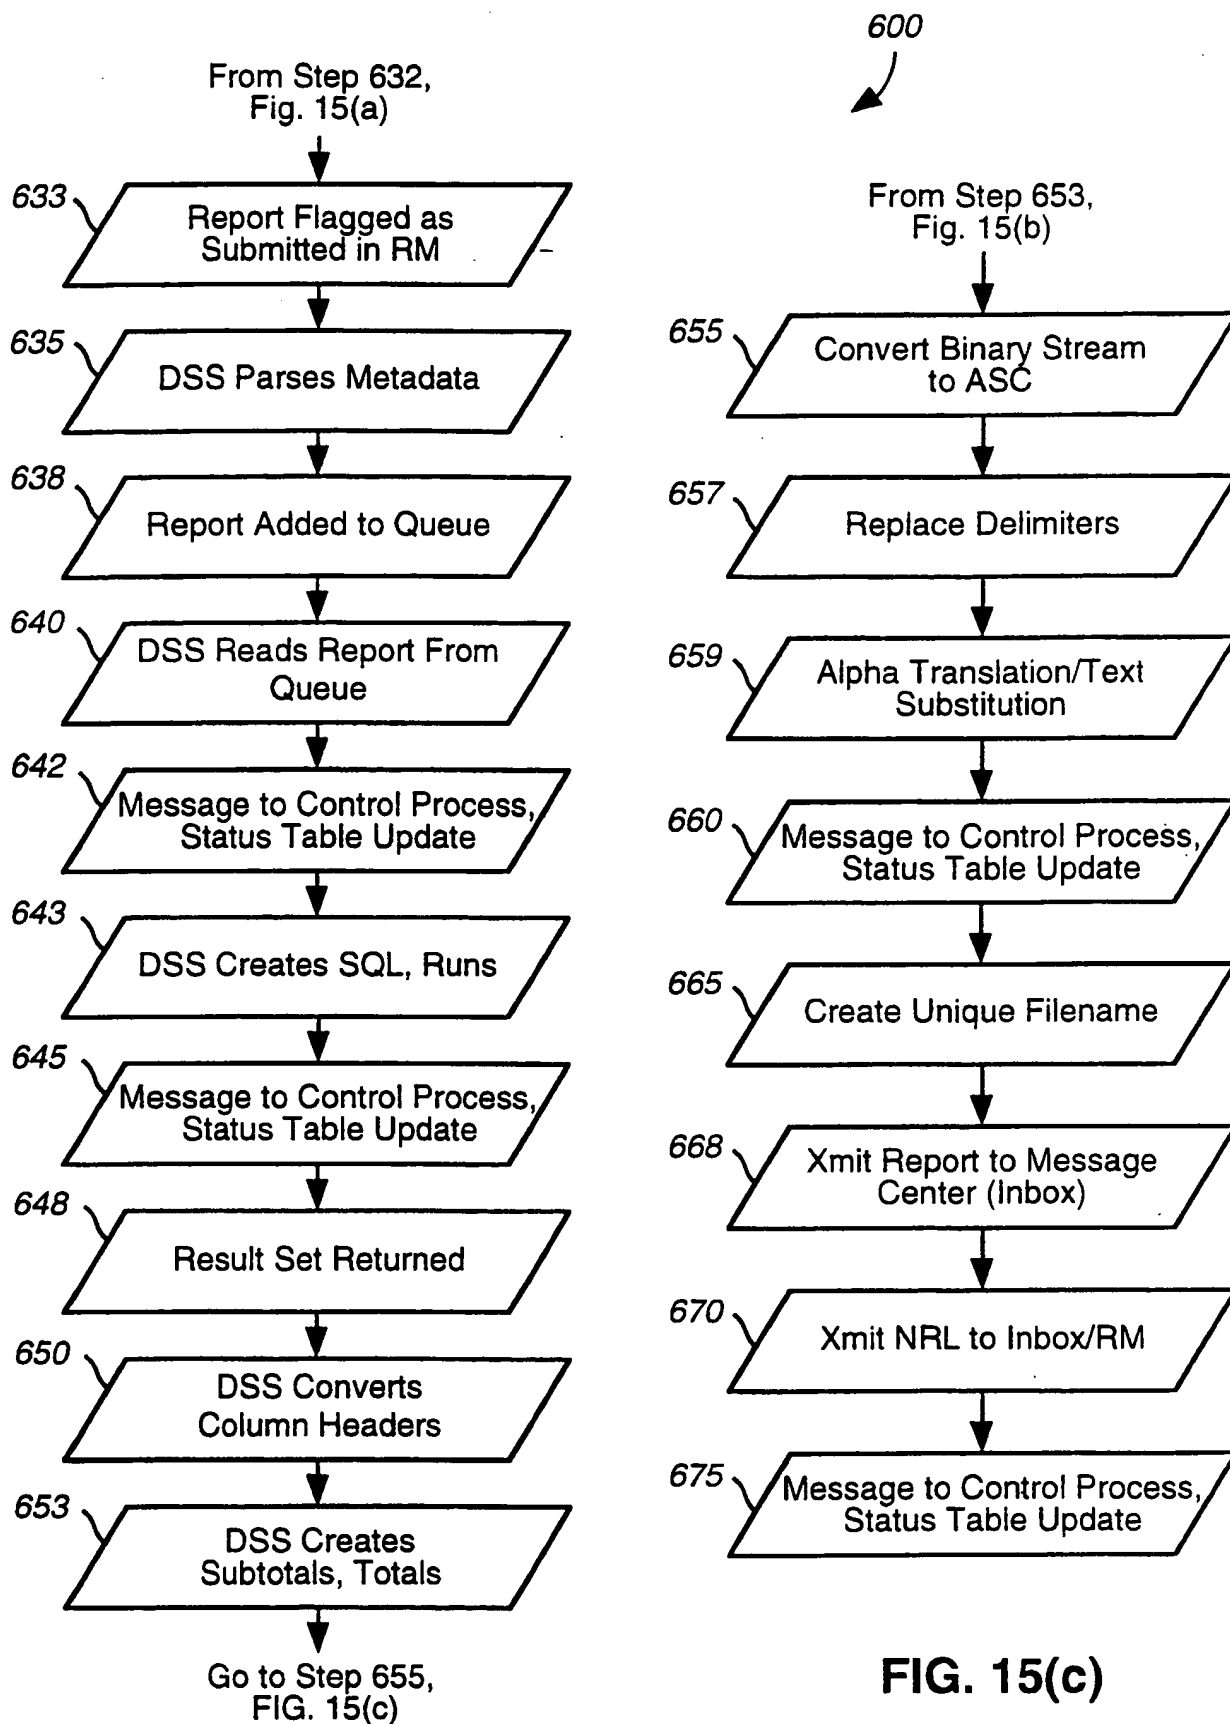 600
From Step 632,
Fig. 15(a)
633
Report Flagged as
Submitted in RM
635
DSS Parses Metadata
638
Report Added to Queue
640
DSS Reads Report From
Queue
642
Message to Control Process,
Status Table Update
643
DSS Creates SQL, Runs
645
Message to Control Process,
Status Table Update
648
Result Set Returned
650
DSS Converts
Column Headers
653
DSS Creates
Subtotals, Totals
Go to Step 655,
FIG. 15(c)
From Step 653,
Fig. 15(b)
655
Convert Binary Stream
to ASC
657
Replace Delimiters
659
Alpha Translation/Text
Substitution
660
Message to Control Process,
Status Table Update
665
Create Unique Filename
668
Xmit Report to Message
Center (Inbox)
670
Xmit NRL to Inbox/RM
675
Message to Control Process,
Status Table Update
FIG. 15(c)